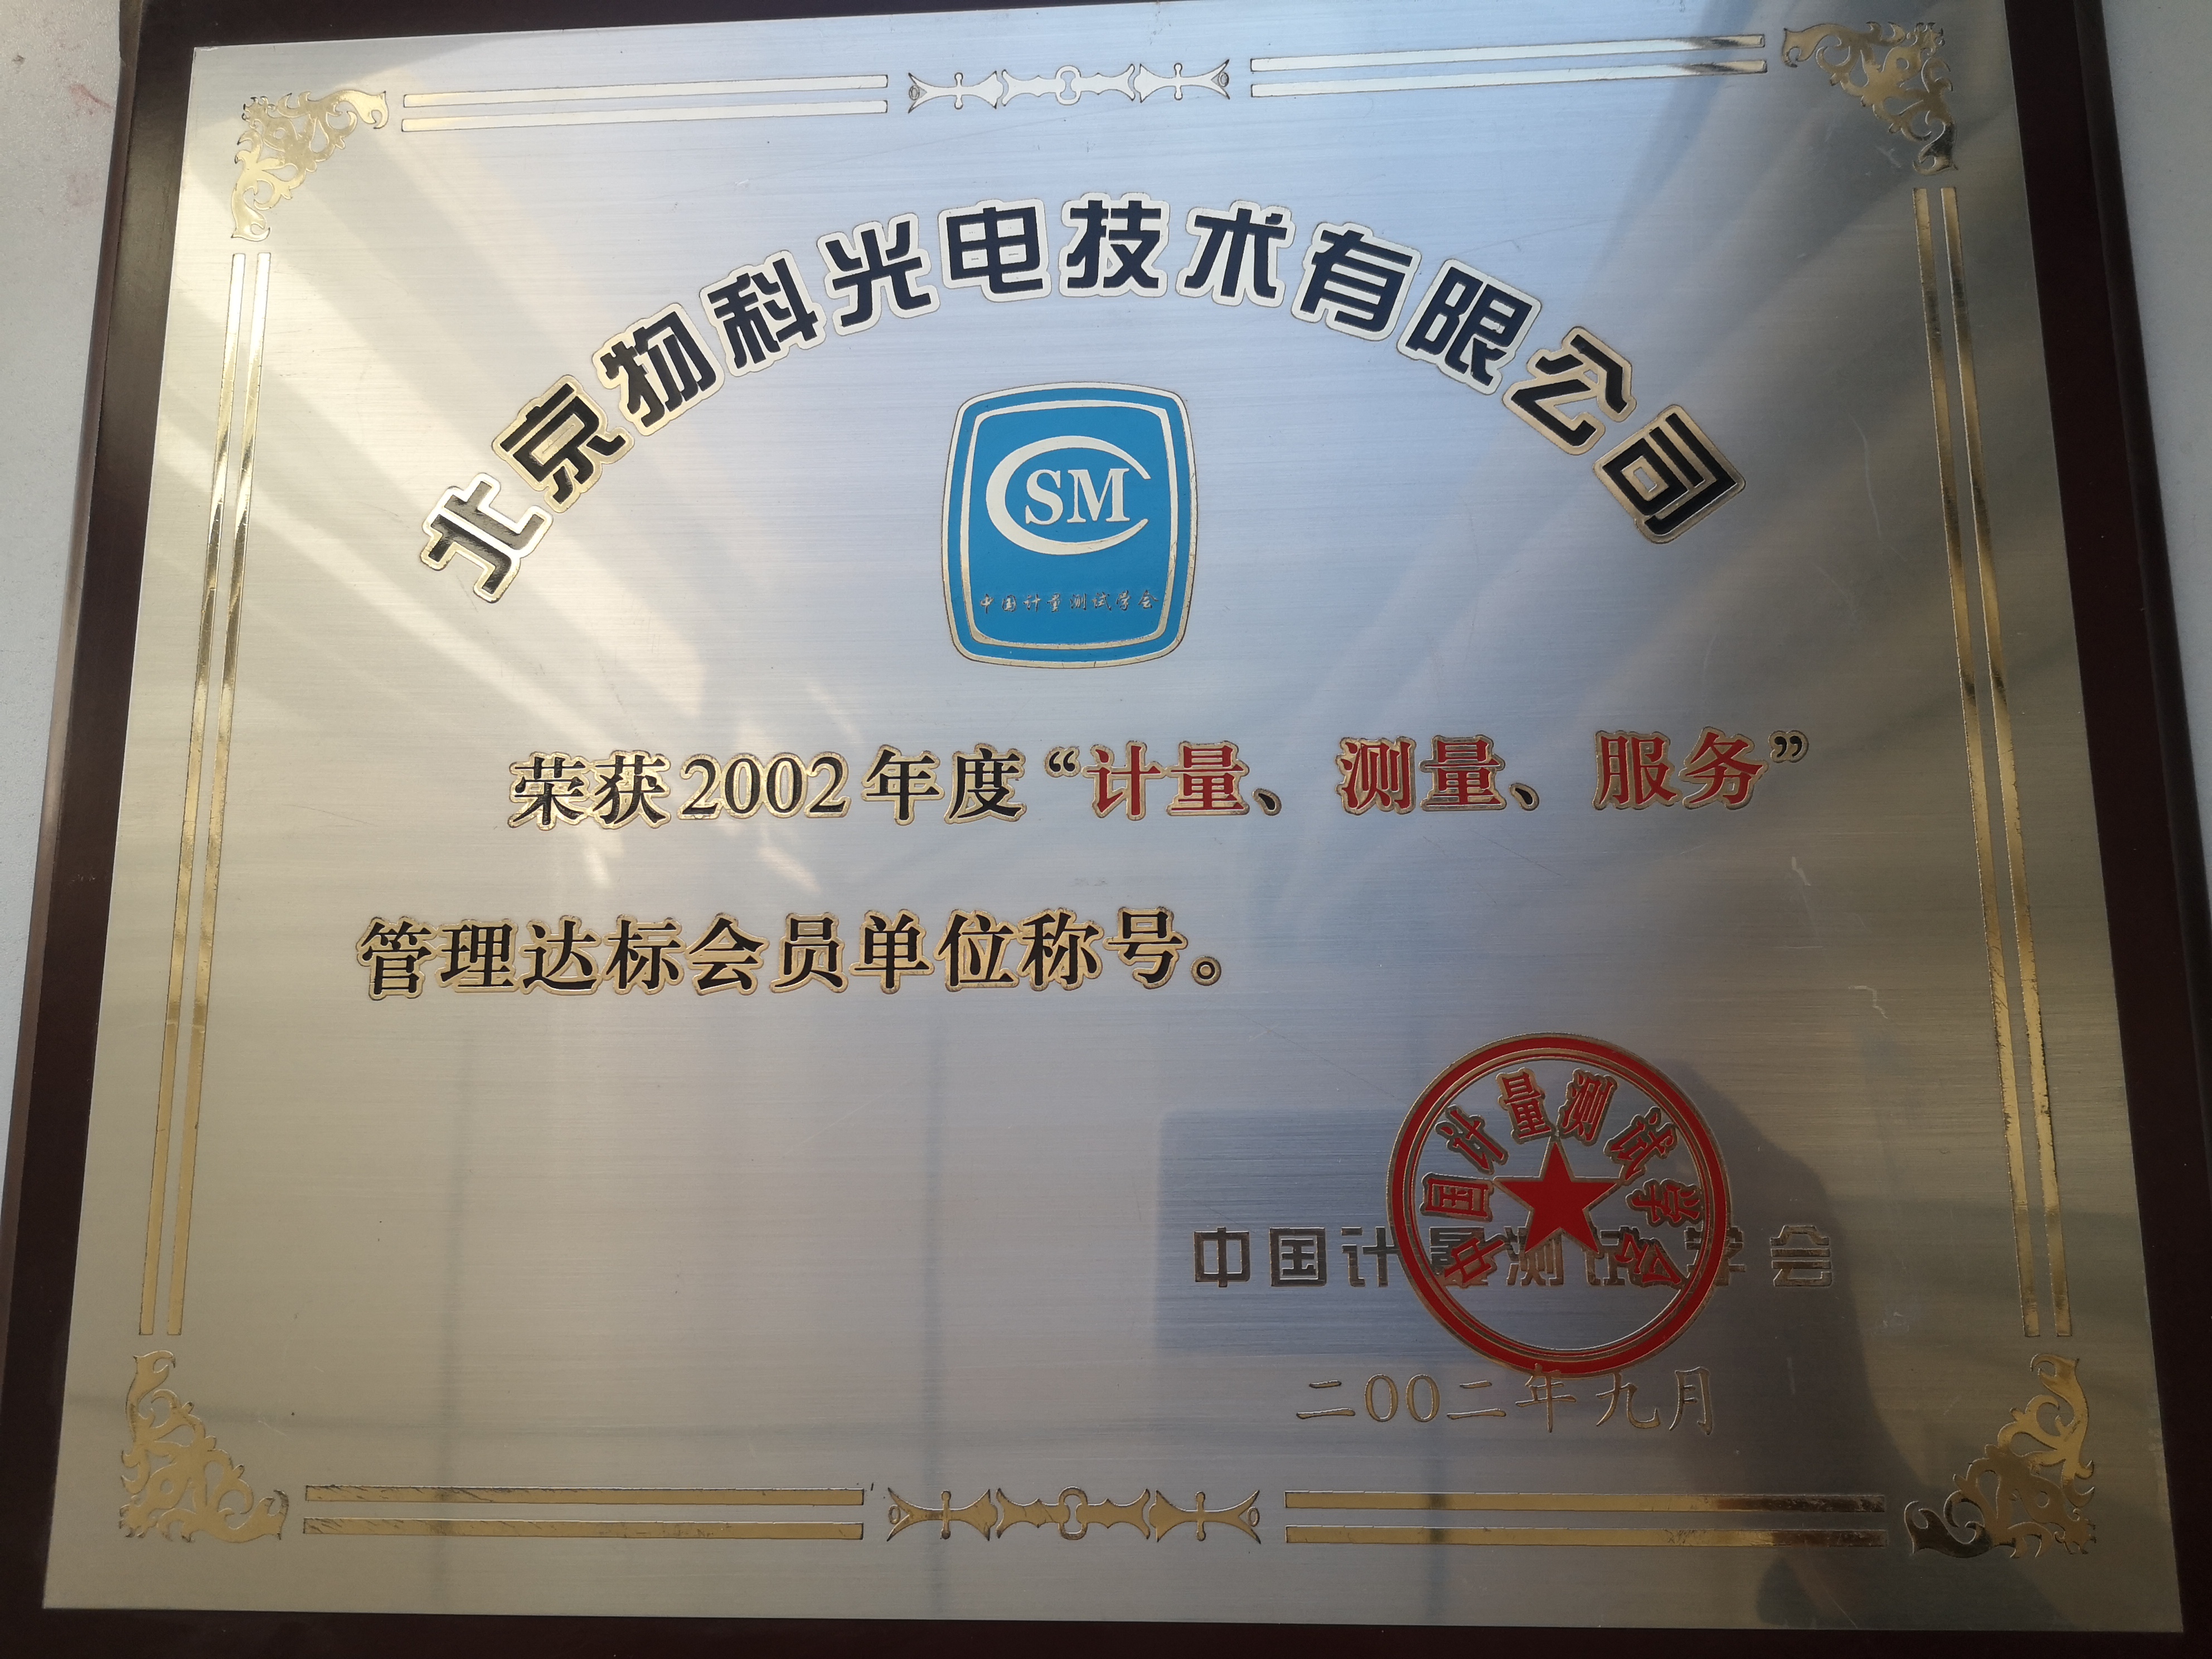 北京物科光电技术有限公司
CSM
中国计量测试学会
荣获2002年度“计量、测量、服务”
管理达标会员单位称号。
中国计量测试学会
中国计量测试学会
二00二年九月